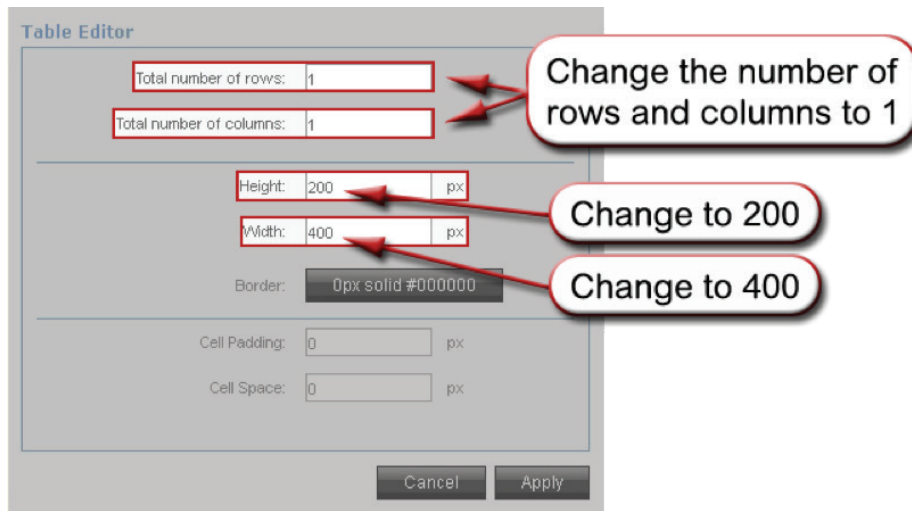 Table Editor
Total number of rows: 1
Change the number of
rows and columns to 1
Total number of columns: 1
Height: 200 px
Change to 200
Width: 400 px
Change to 400
Border: 0px solid #000000
Cell Padding: 0 px
Cell Space: 0 px
Cancel Apply